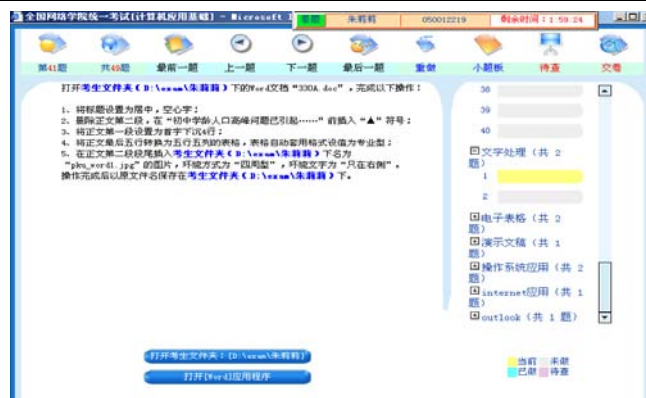 全国网络学院统一考试[计算机应用基础] - Microsoft I
朱莉莉
050012219
剩余时间：1:59:24
第41题
共49题
最前一题
上一题
下一题
最后一题
重做
小题板
待查
交卷
打开考生文件夹(D:\exam\朱莉莉)下的Word文档“330A.doc”，完成以下操作：
1、将标题设置为居中，空心字；
2、删除正文第二段，在“初中学龄人口高峰问题已引起……”前插入“▲”符号；
3、将正文第一段设置为首字下沉4行；
4、将正文最后五行转换为五行五列的表格，表格自动套用格式设值为专业型；
5、在正文第二段段尾插入考生文件夹(D:\exam\朱莉莉)下名为
“pku_word1.jpg”的图片，环绕方式为“四周型”，环绕文字为“只在右侧”。
操作完成后以原文件名保存在考生文件夹(D:\exam\朱莉莉)下。
38
39
40
文字处理（共 2
题）
1
2
电子表格（共 2
题）
演示文稿（共 1
题）
操作系统应用（共 2
题）
internet应用（共 1
题）
outlook（共 1 题）
打开考生文件夹：[D:\exam\朱莉莉]
打开[Word]应用程序
当前 未做
已做 待查